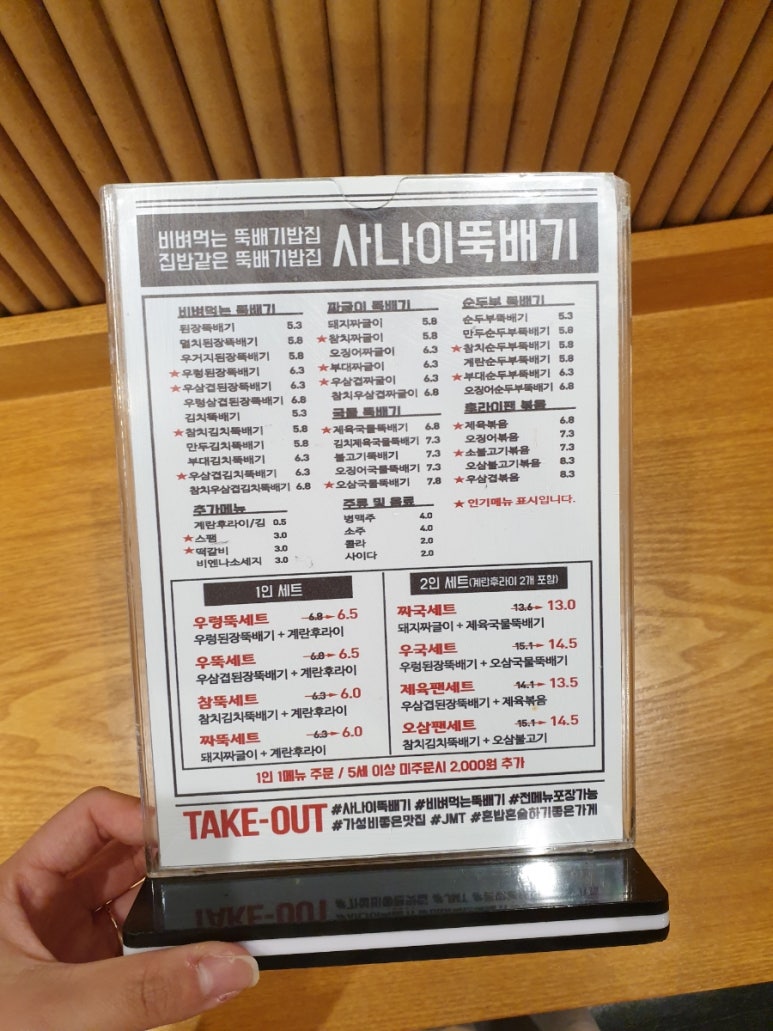 비벼먹는 뚝배기밥집
집밥같은 뚝배기밥집
사나이뚝배기
비벼먹는 뚝배기
된장뚝배기 5.3
멸치된장뚝배기 5.8
우거지된장뚝배기 5.8
★우렁된장뚝배기 6.3
★우삼겹된장뚝배기 6.3
우렁삼겹된장뚝배기 6.8
김치뚝배기 5.3
★참치김치뚝배기 5.8
만두김치뚝배기 5.8
부대김치뚝배기 6.3
★우삼겹김치뚝배기 6.3
참치우삼겹김치뚝배기 6.8
짜글이 뚝배기
돼지짜글이 5.8
★참치짜글이 5.8
오징어짜글이 6.3
★부대짜글이 6.3
★우삼겹짜글이 6.3
참치우삼겹짜글이 6.8
국물 뚝배기
★제육국물뚝배기 6.8
김치제육국물뚝배기 7.3
불고기뚝배기 7.3
오징어국물뚝배기 7.3
★오삼국물뚝배기 7.8
순두부 뚝배기
순두부뚝배기 5.3
만두순두부뚝배기 5.8
★참치순두부뚝배기 5.8
계란순두부뚝배기 5.8
★부대순두부뚝배기 6.3
오징어순두부뚝배기 6.8
후라이팬 볶음
★제육볶음 6.8
오징어볶음 7.3
★소불고기볶음 7.3
오삼불고기볶음 8.3
★우삼겹볶음 8.3
★인기메뉴 표시입니다.
추가메뉴
계란후라이/김 0.5
★스팸 3.0
★떡갈비 3.0
비엔나소세지 3.0
주류 및 음료
병맥주 4.0
소주 4.0
콜라 2.0
사이다 2.0
1인 세트
우렁뚝세트 6.8→6.5
우렁된장뚝배기 + 계란후라이
우뚝세트 6.8→6.5
우삼겹된장뚝배기 + 계란후라이
참뚝세트 6.3→6.0
참치김치뚝배기 + 계란후라이
짜뚝세트 6.3→6.0
돼지짜글이 + 계란후라이
2인 세트(계란후라이 2개 포함)
짜국세트 13.6→13.0
돼지짜글이 + 제육국물뚝배기
우국세트 15.1→14.5
우렁된장뚝배기 + 오삼국물뚝배기
제육팬세트 14.1→13.5
우삼겹된장뚝배기 + 제육볶음
오삼팬세트 15.1→14.5
참치김치뚝배기 + 오삼불고기
1인 1메뉴 주문 / 5세 이상 미주문시 2,000원 추가
TAKE-OUT
#사나이뚝배기 #비벼먹는뚝배기 #전메뉴포장가능
#가성비좋은맛집 #JMT #혼밥혼술하기좋은가게